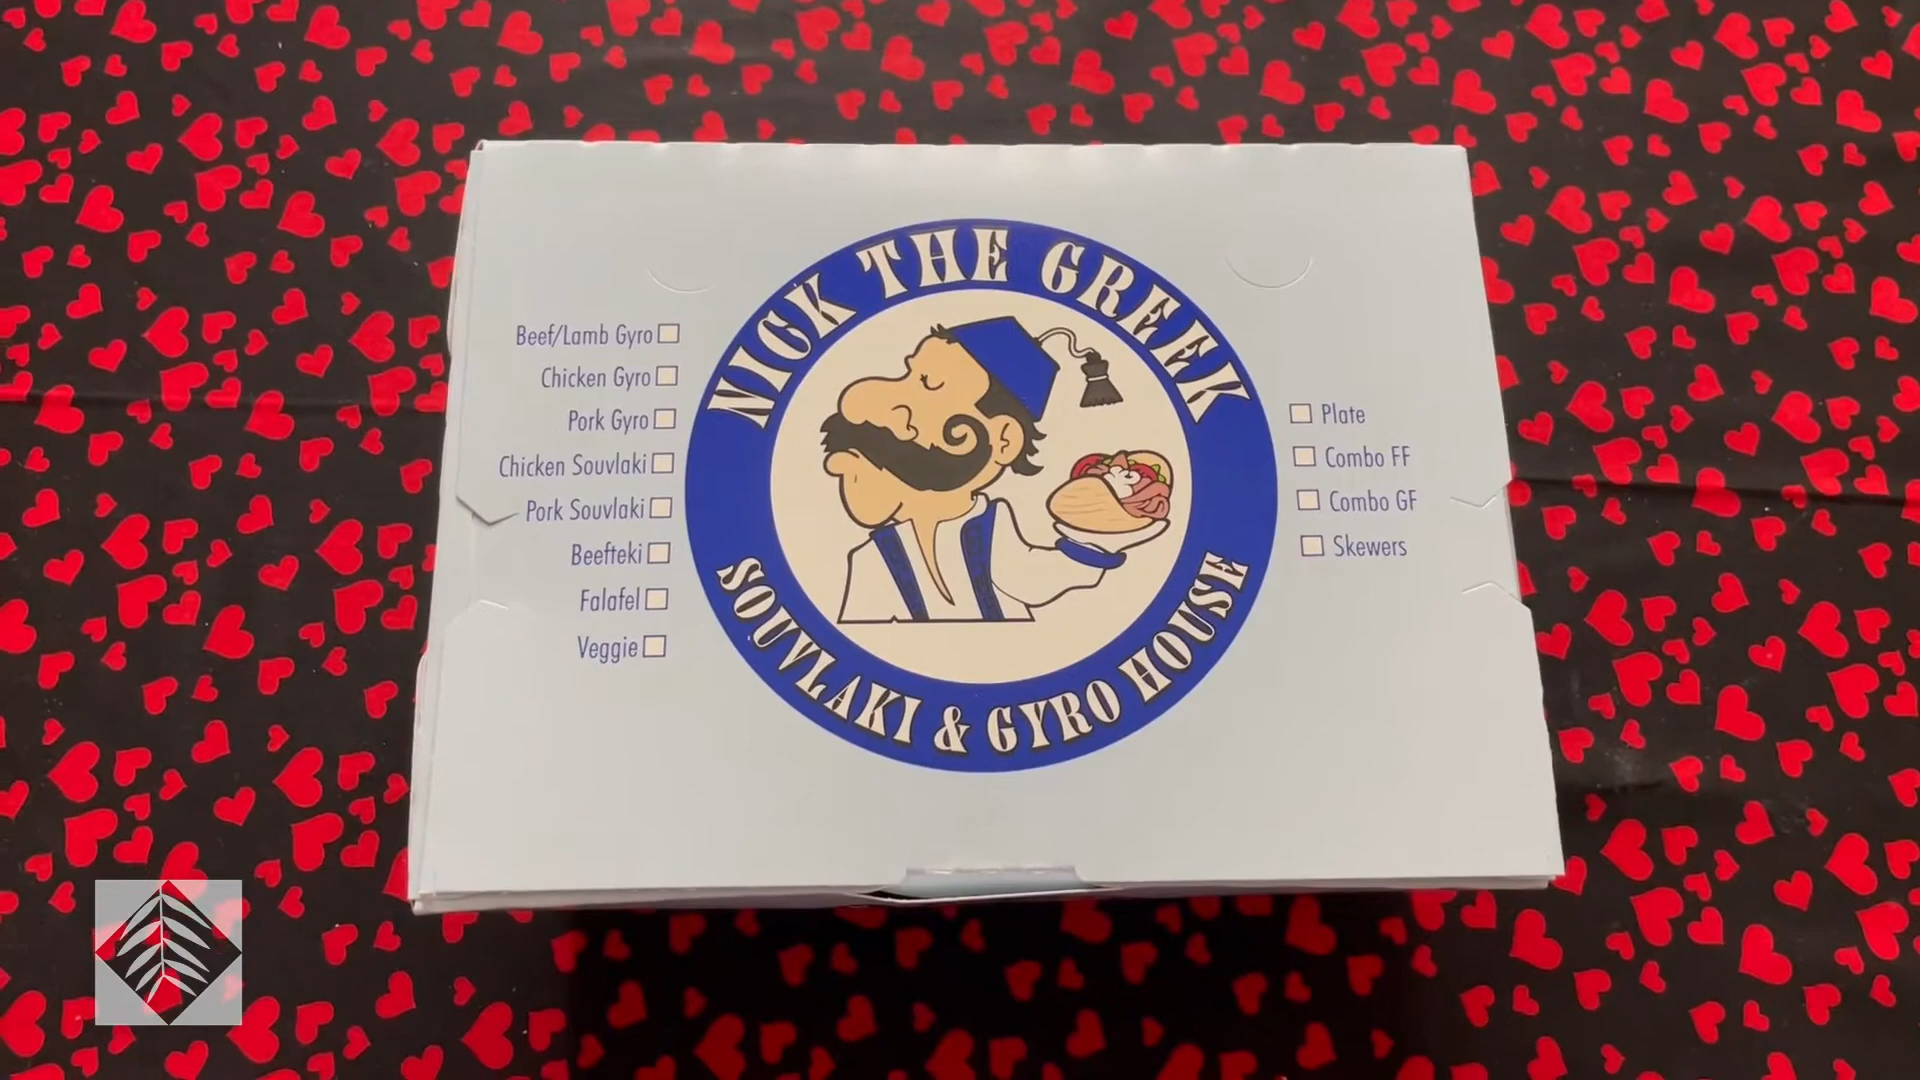 NICK THE GREEK
Beef/Lamb Gyro
Chicken Gyro
Pork Gyro
Chicken Souvlaki
Pork Souvlaki
Beefteki
Falafel
Veggie
Plate
Combo FF
Combo GF
Skewers
SOUVLAKI & GYRO HOUSE